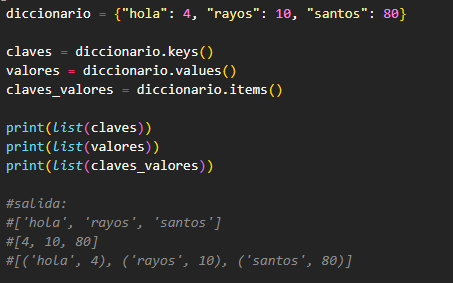 diccionario = {"hola": 4, "rayos": 10, "santos": 80}
claves = diccionario.keys()
valores = diccionario.values()
claves_valores = diccionario.items()
print(list(claves))
print(list(valores))
print(list(claves_valores))
#salida:
#['hola', 'rayos', 'santos']
#[4, 10, 80]
#[('hola', 4), ('rayos', 10), ('santos', 80)]